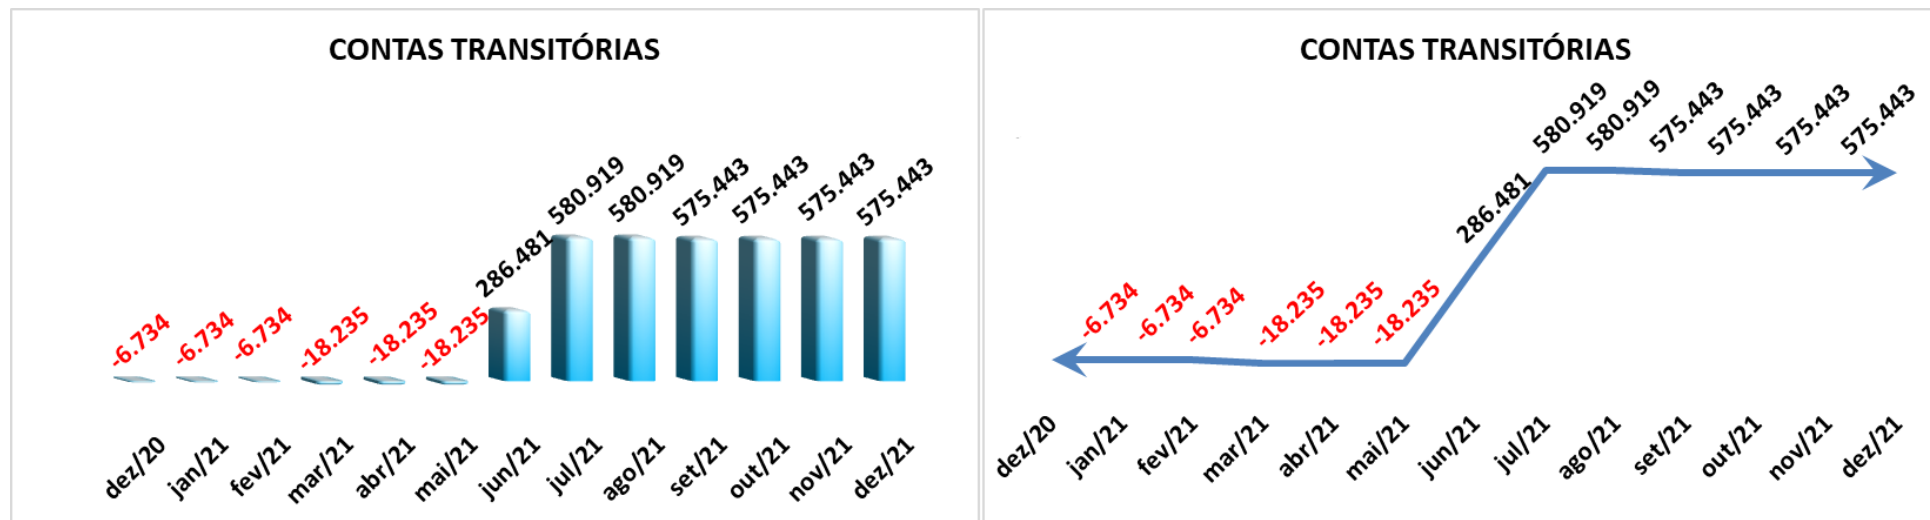 CONTAS TRANSITÓRIAS
-6.734
-6.734
-6.734
-18.235
-18.235
-18.235
286.481
580.919
580.919
575.443
575.443
575.443
575.443
dez/20
jan/21
fev/21
mar/21
abr/21
mai/21
jun/21
jul/21
ago/21
set/21
out/21
nov/21
dez/21
CONTAS TRANSITÓRIAS
-6.734
-6.734
-6.734
-18.235
-18.235
-18.235
286.481
580.919
580.919
575.443
575.443
575.443
575.443
dez/20
jan/21
fev/21
mar/21
abr/21
mai/21
jun/21
jul/21
ago/21
set/21
out/21
nov/21
dez/21